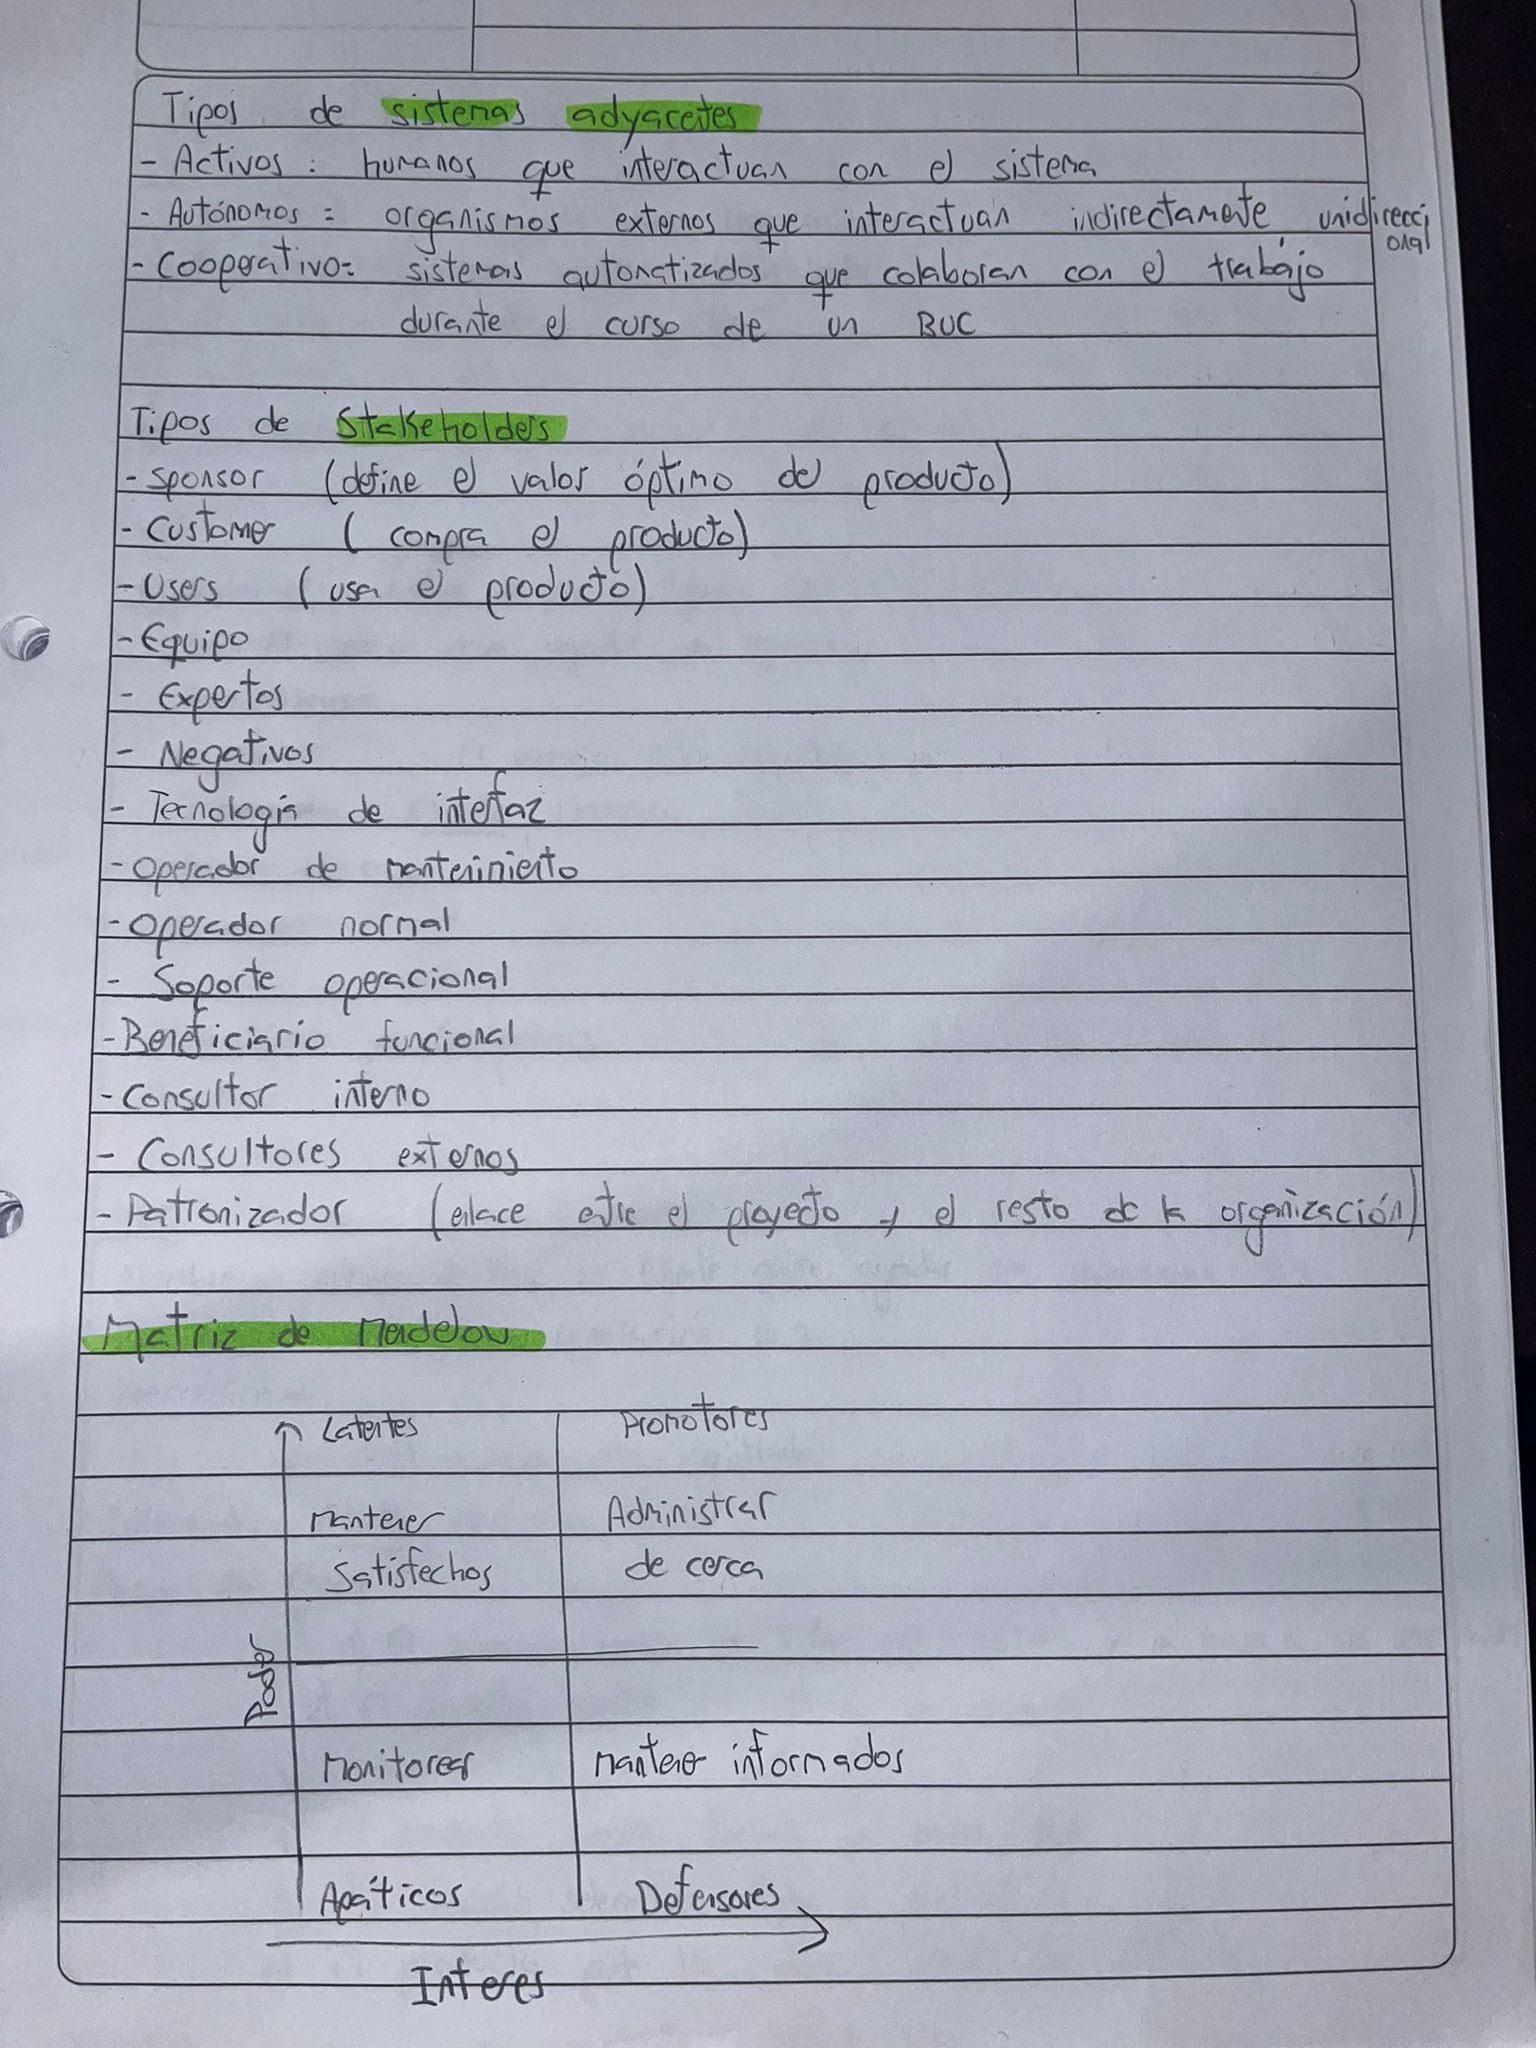 Tipos de sistemas adyacetes
- Activos : humanos que interactuan con el sistema
- Autónomos = organismos externos que interactuan indirectamente unidirecci
onal
- Cooperativo = sistemas automatizados que colaboran con el trabajo
durante el curso de un BUC
Tipos de Stakeholders
- Sponsor (define el valor óptimo del producto)
- Customer (compra el producto)
- Users (usa el producto)
- Equipo
- Expertos
- Negativos
- Tecnología de interfaz
- Operador de mantenimiento
- Operador normal
- Soporte operacional
- Beneficiario funcional
- Consultor interno
- Consultores externos
- Patronizador (enlace entre el proyecto y el resto de la organización)
Matriz de Mendelow
Latentes Promotores
Mantener Administrar
Satisfechos de cerca
Poder
Monitorear Mantener informados
Apáticos Defensores
Interes